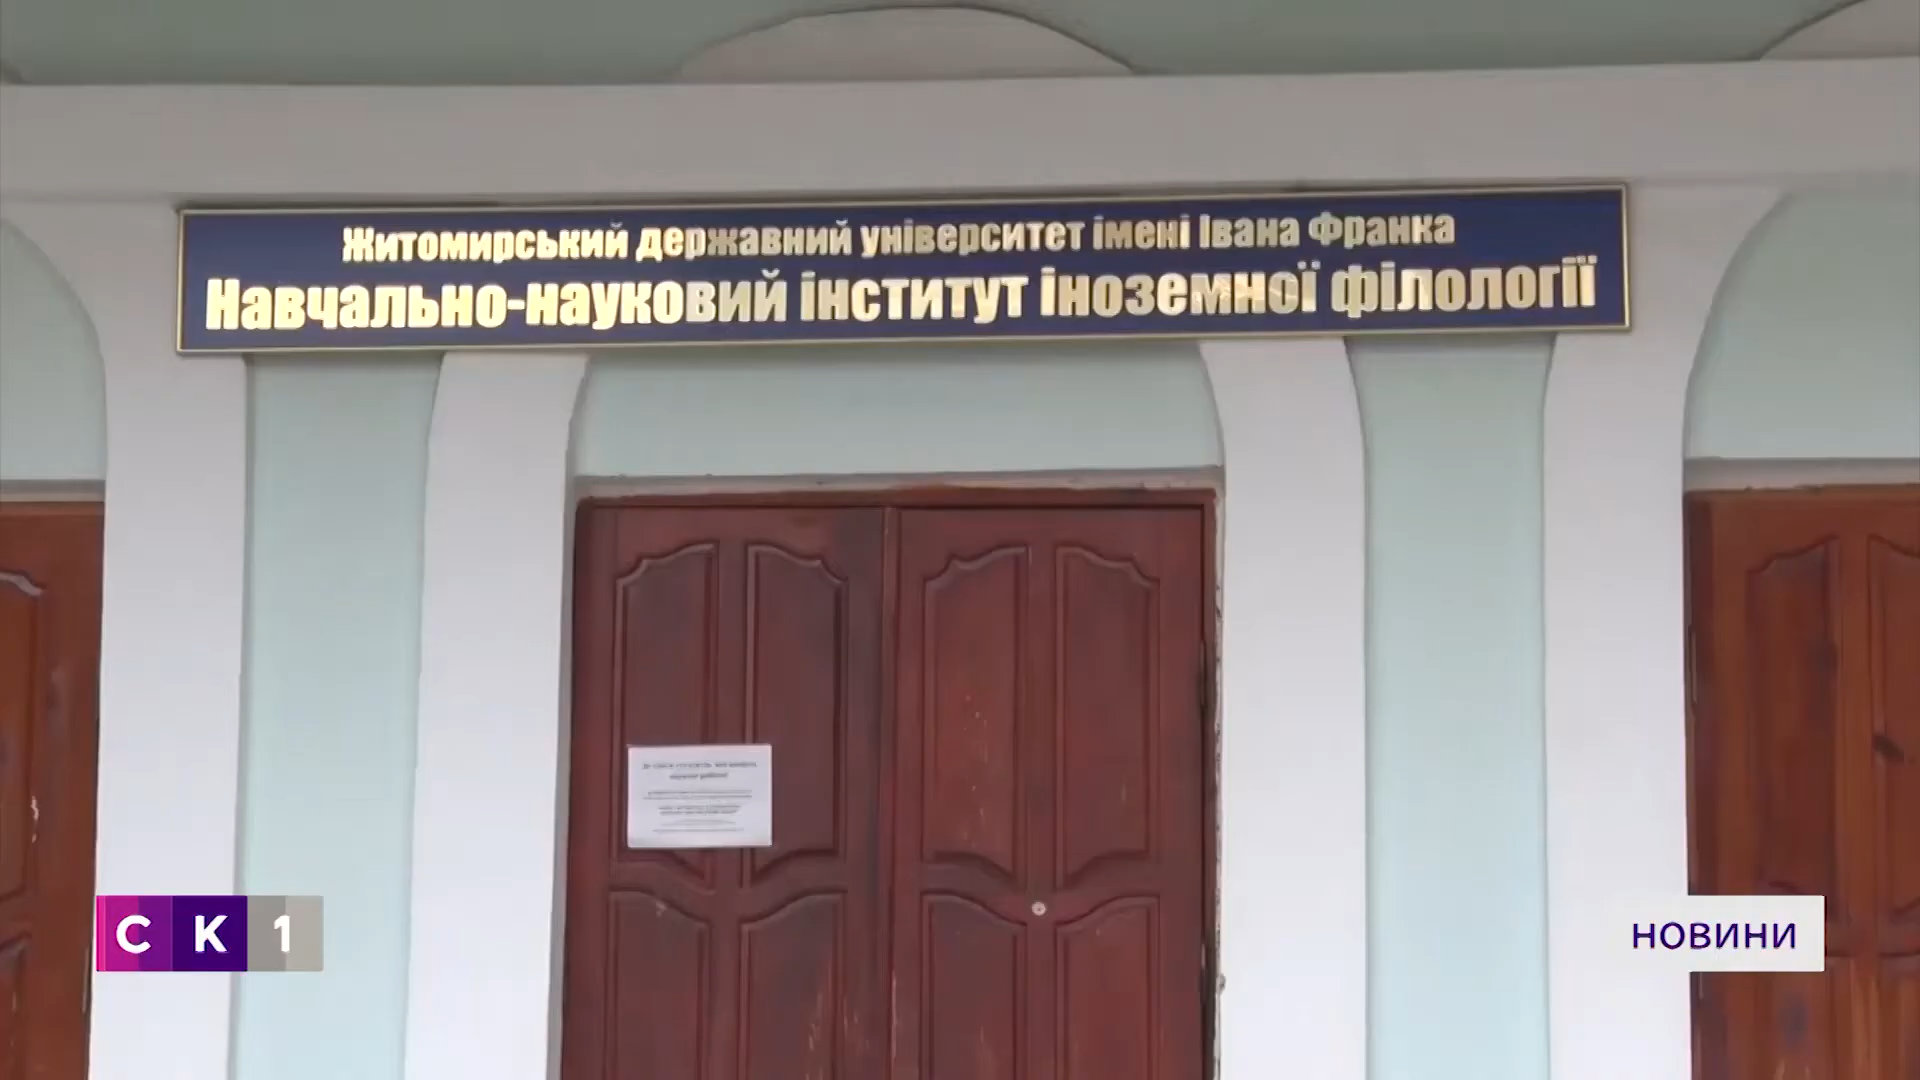 Житомирський державний університет імені Івана Франка
Навчально-науковий інститут іноземної філології
СК1
НОВИНИ